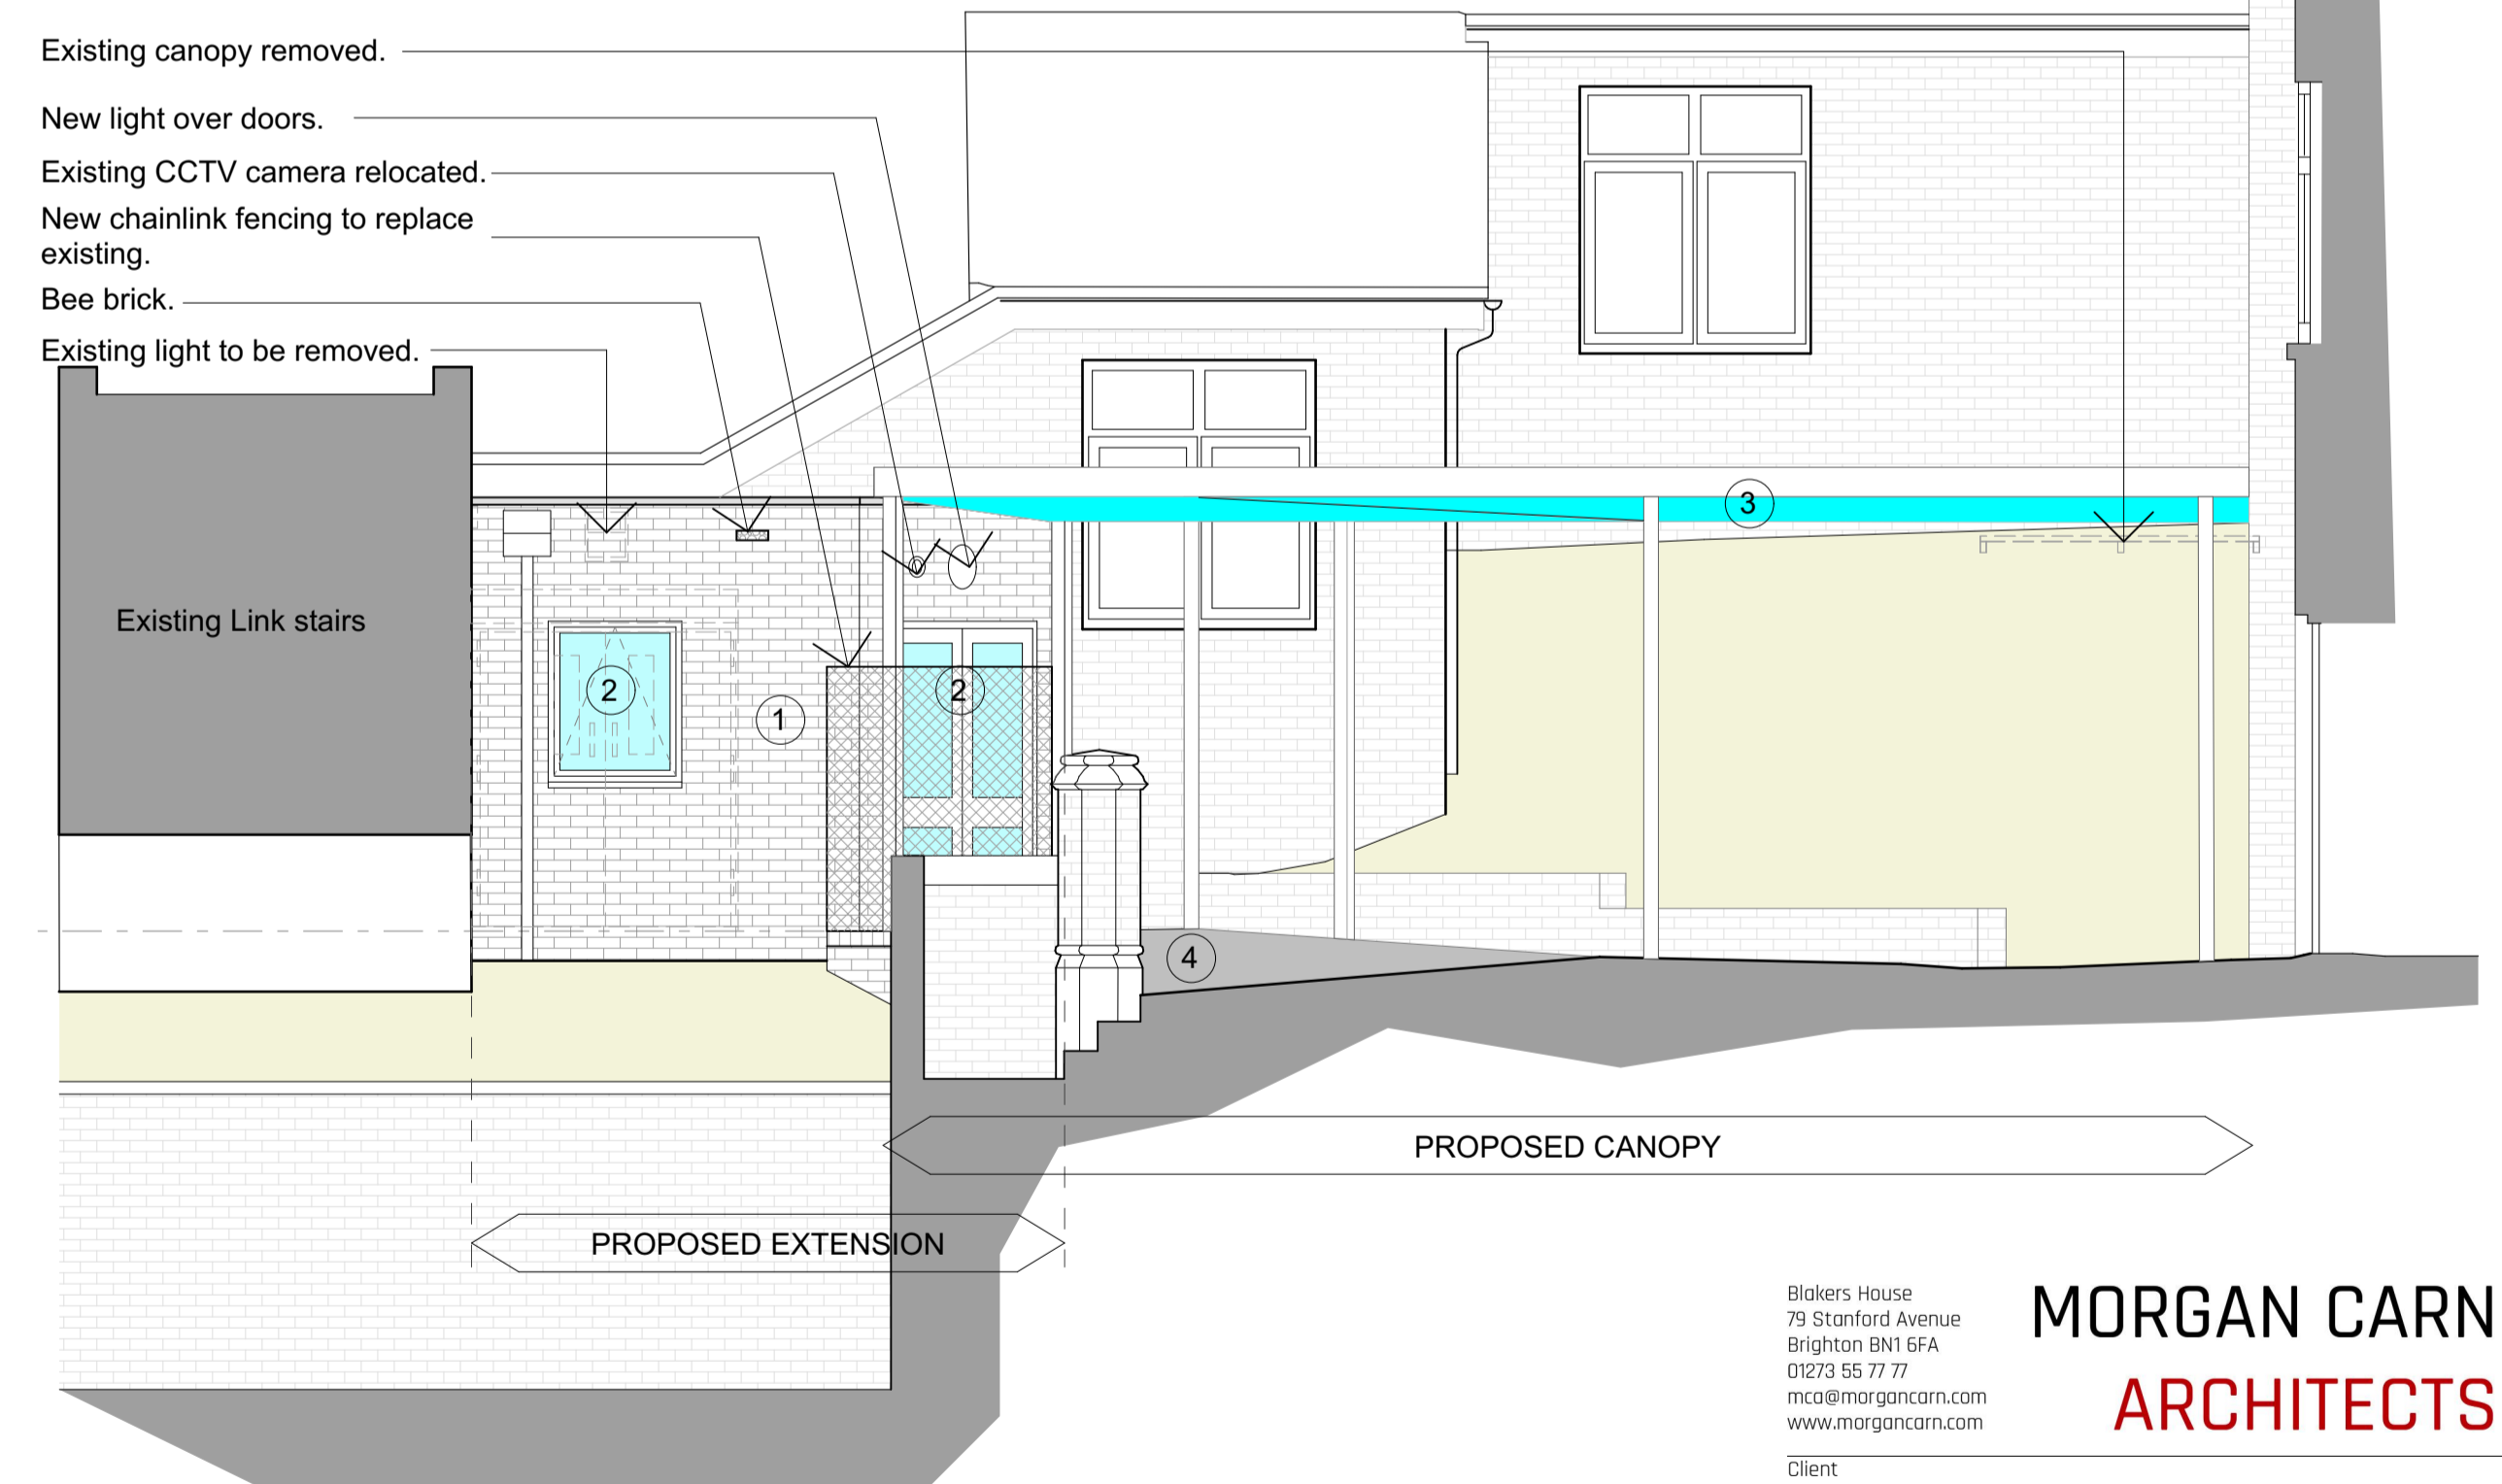 Existing canopy removed.
New light over doors.
Existing CCTV camera relocated.
New chainlink fencing to replace
existing.
Bee brick.
Existing light to be removed.
3
Existing Link stairs
2
2
1
4
PROPOSED CANOPY
PROPOSED EXTENSION
Blakers House
79 Stanford Avenue
Brighton BN1 6FA
01273 55 77 77
mca@morgancarn.com
www.morgancarn.com
MORGAN CARN
ARCHITECTS
Client